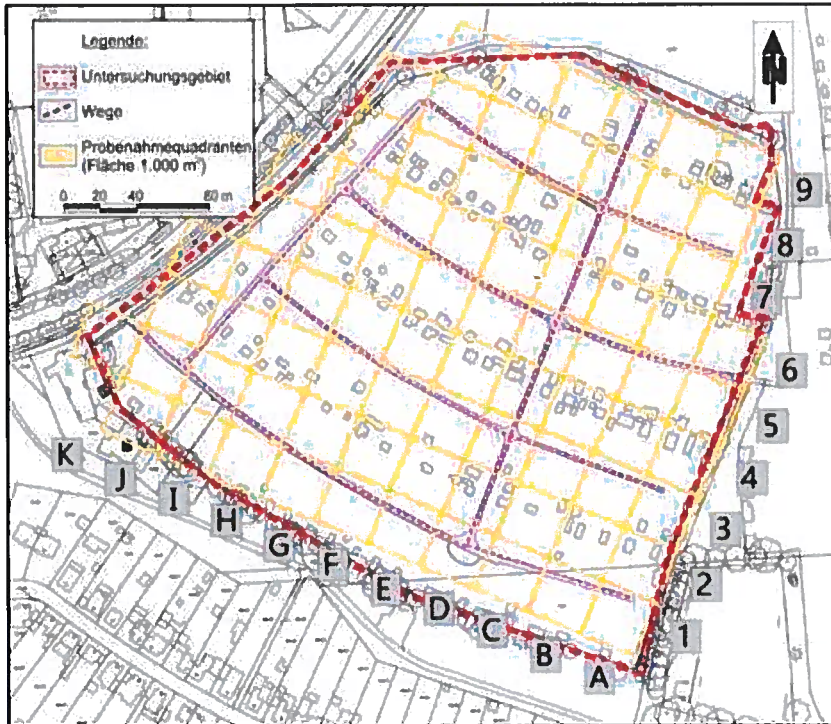 Legende:
Untersuchungsgebiet
Wege
Probenahmequadranten
(Fläche 1.000 m²)
0 20 40 60 m
N
9
8
7
6
5
4
3
2
1
K
J
I
H
G
F
E
D
C
B
A